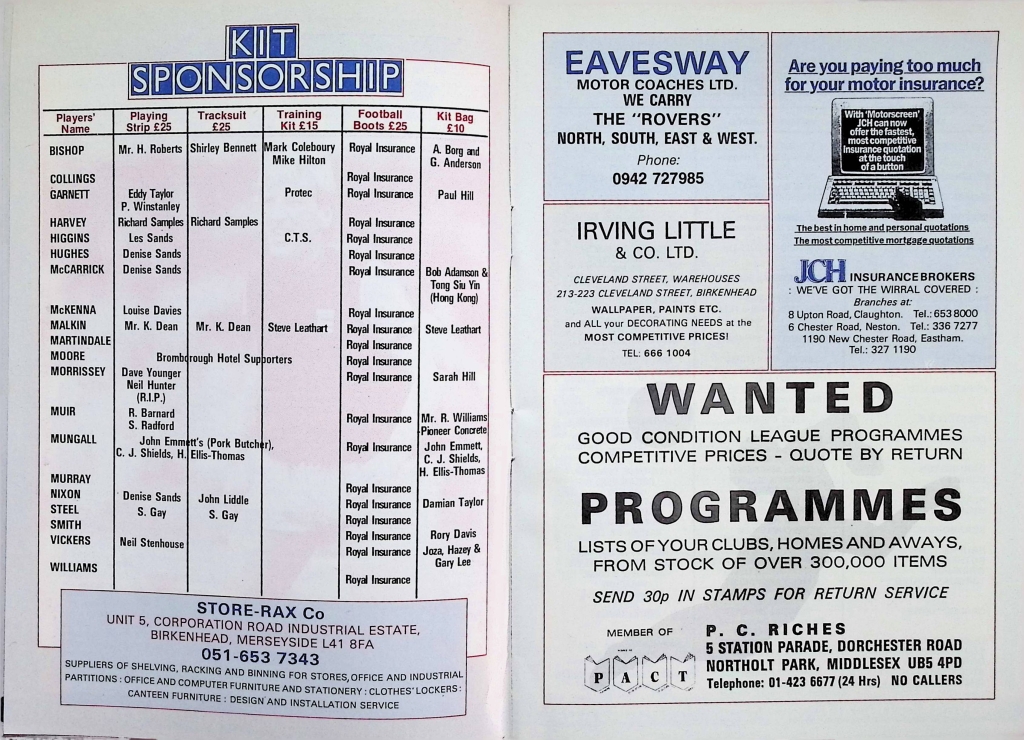 KIT
SPONSORSHIP
Players' Name Playing Strip £25 Tracksuit £25 Training Kit £15 Football Boots £25 Kit Bag £10
BISHOP Mr. H. Roberts Shirley Bennett Mark Coleboury Mike Hilton Royal Insurance A. Borg and G. Anderson
COLLINGS Royal Insurance
GARNETT Eddy Taylor P. Winstanley Protec Royal Insurance Paul Hill
HARVEY Richard Samples Richard Samples Royal Insurance
HIGGINS Les Sands C.T.S. Royal Insurance
HUGHES Denise Sands Royal Insurance
McCARRICK Denise Sands Royal Insurance Bob Adamson & Tong Siu Yin (Hong Kong)
McKENNA Louise Davies Royal Insurance
MALKIN Mr. K. Dean Mr. K. Dean Steve Leathart Royal Insurance Steve Leathart
MARTINDALE Royal Insurance
MOORE Bromborough Hotel Supporters Royal Insurance
MORRISSEY Dave Younger Neil Hunter (R.I.P.) Royal Insurance Sarah Hill
MUIR R. Barnard S. Radford Royal Insurance Mr. R. Williams Pioneer Concrete
MUNGALL John Emmett's (Pork Butcher), C. J. Shields, H. Ellis-Thomas Royal Insurance John Emmett, C. J. Shields, H. Ellis-Thomas
MURRAY Royal Insurance
NIXON Denise Sands John Liddle Royal Insurance Damian Taylor
STEEL S. Gay S. Gay Royal Insurance
SMITH Royal Insurance Rory Davis
VICKERS Neil Stenhouse Royal Insurance Joza, Hazey & Gary Lee
WILLIAMS Royal Insurance
STORE-RAX Co
UNIT 5, CORPORATION ROAD INDUSTRIAL ESTATE,
BIRKENHEAD, MERSEYSIDE L41 8FA
051-653 7343
SUPPLIERS OF SHELVING, RACKING AND BINNING FOR STORES, OFFICE AND INDUSTRIAL
PARTITIONS : OFFICE AND COMPUTER FURNITURE AND STATIONERY : CLOTHES' LOCKERS :
CANTEEN FURNITURE : DESIGN AND INSTALLATION SERVICE
EAVESWAY
MOTOR COACHES LTD.
WE CARRY
THE "ROVERS"
NORTH, SOUTH, EAST & WEST.
Phone:
0942 727985
IRVING LITTLE
& CO. LTD.
CLEVELAND STREET, WAREHOUSES
213-223 CLEVELAND STREET, BIRKENHEAD
WALLPAPER, PAINTS ETC.
and ALL your DECORATING NEEDS at the
MOST COMPETITIVE PRICES!
TEL: 666 1004
Are you paying too much
for your motor insurance?
With 'Motorscreen'
JCH can now
offer the fastest,
most competitive
Insurance quotation
at the touch
of a button
The best in home and personal quotations
The most competitive mortgage quotations
JCH INSURANCE BROKERS
: WE'VE GOT THE WIRRAL COVERED :
Branches at:
8 Upton Road, Claughton. Tel.: 653 8000
6 Chester Road, Neston. Tel.: 336 7277
1190 New Chester Road, Eastham.
Tel.: 327 1190
WANTED
GOOD CONDITION LEAGUE PROGRAMMES
COMPETITIVE PRICES - QUOTE BY RETURN
PROGRAMMES
LISTS OF YOUR CLUBS, HOMES AND AWAYS,
FROM STOCK OF OVER 300,000 ITEMS
SEND 30p IN STAMPS FOR RETURN SERVICE
MEMBER OF
PACT
P. C. RICHES
5 STATION PARADE, DORCHESTER ROAD
NORTHOLT PARK, MIDDLESEX UB5 4PD
Telephone: 01-423 6677 (24 Hrs) NO CALLERS